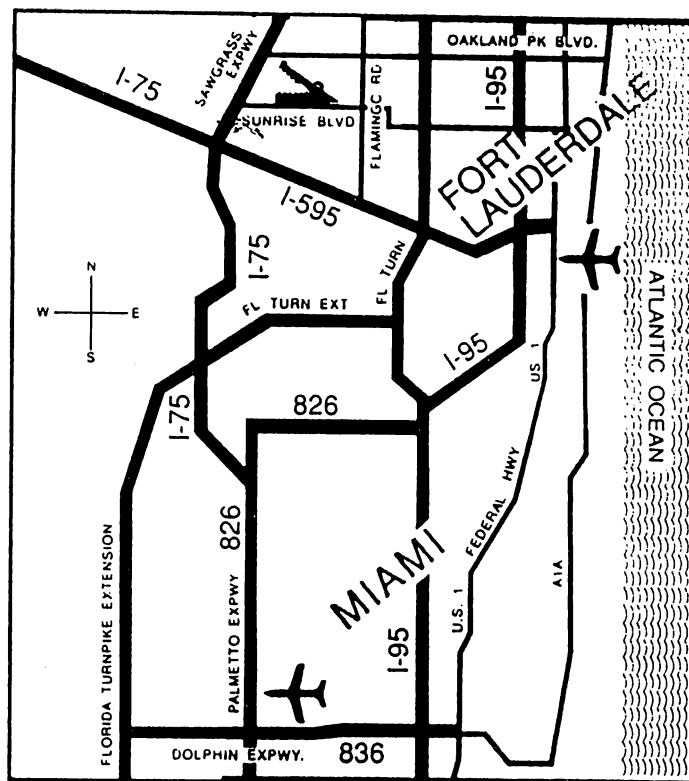 OAKLAND PK BLVD.
SAWGRASS
EXPWY
I-75
I-95
FLAMINGC RD
SUNRISE BLVD
FORT
LAUDERDALE
I-595
I-75
FL TURN
FL TURN EXT
N
W E
S
ATLANTIC OCEAN
I-95
US 1
I-75
826
826
FEDERAL HWY
MIAMI
A1A
U.S. 1
FLORIDA TURNPIKE EXTENSION
PALMETTO EXPWY
I-95
DOLPHIN EXPWY.
836